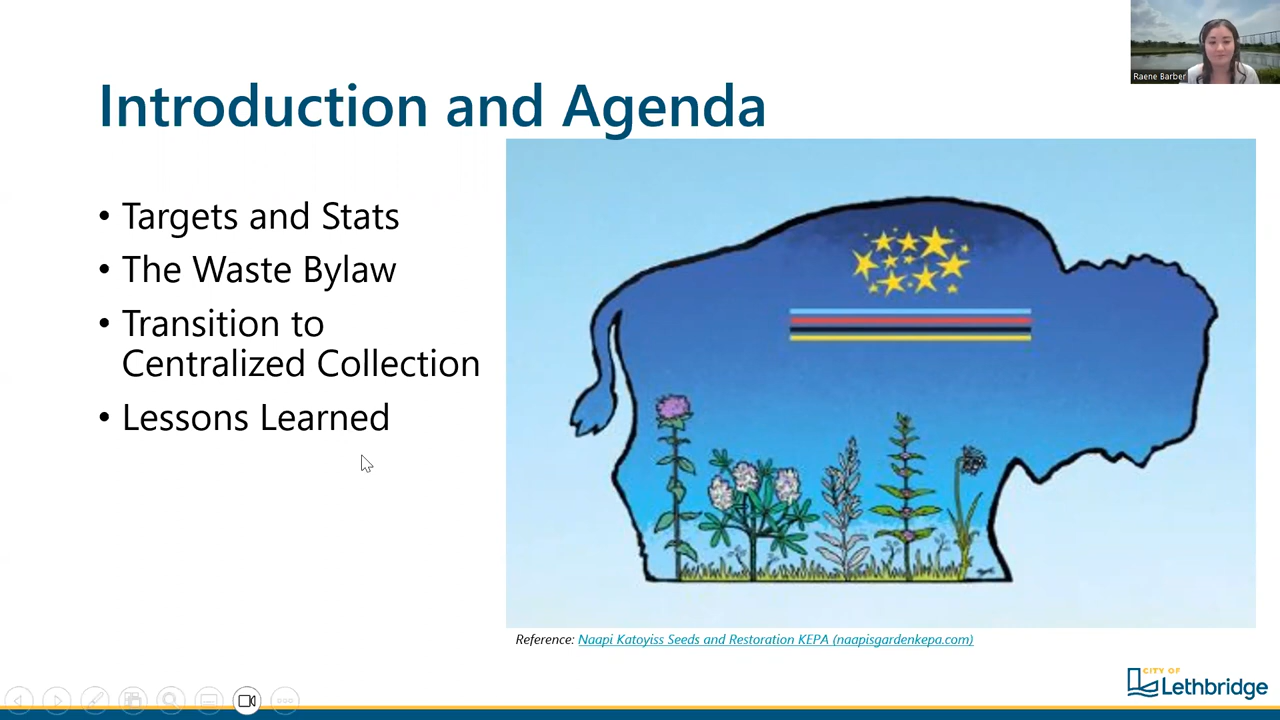 Raene Barber
Introduction and Agenda
• Targets and Stats
• The Waste Bylaw
• Transition to
Centralized Collection
• Lessons Learned
Reference: Naapi Katoyiss Seeds and Restoration KEPA (naapisgardenkepa.com)
CITY OF
Lethbridge